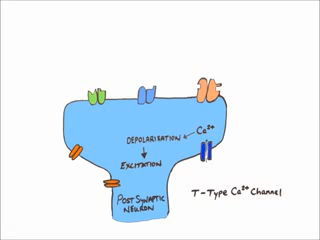 Ca²⁺
DEPOLARISATION
EXCITATION
T-Type Ca²⁺ Channel
POST SYNAPTIC
NEURON